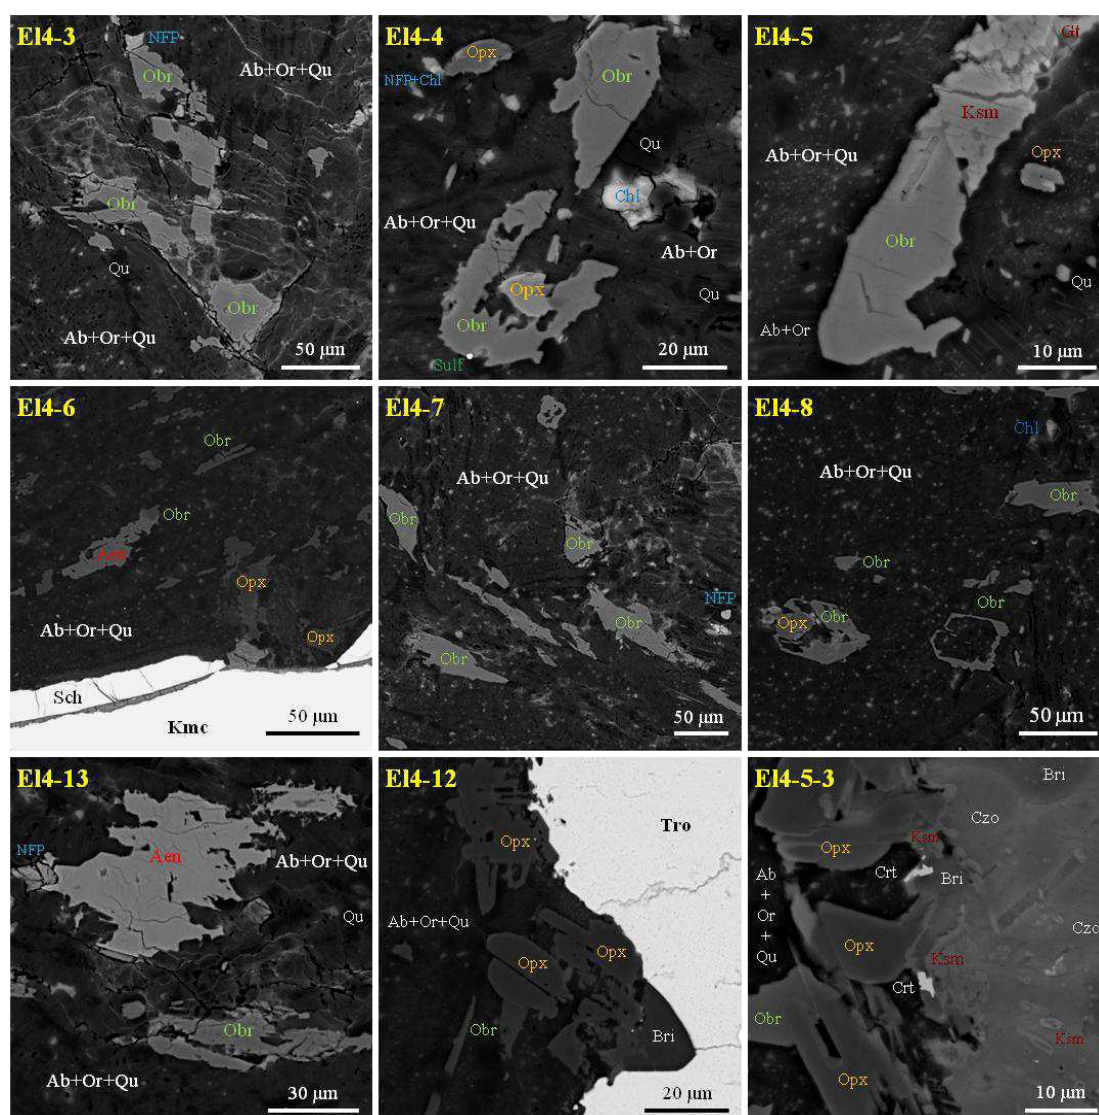 El4-3
NFP
Obr
Ab+Or+Qu
Obr
Qu
Obr
Ab+Or+Qu
50 µm
El4-4
Opx
Obr
NFP+Chl
Qu
Chl
Ab+Or+Qu
Ab+Or
Opx
Qu
Obr
Sulf
20 µm
El4-5
Gt
Ksm
Ab+Or+Qu
Opx
Obr
Qu
Ab+Or
10 µm
El4-6
Obr
Obr
Aen
Opx
Ab+Or+Qu
Opx
Sch
Kmc
50 µm
El4-7
Ab+Or+Qu
Obr
Obr
NFP
Obr
Obr
50 µm
El4-8
Chl
Ab+Or+Qu
Obr
Obr
Obr
Opx
Obr
50 µm
El4-13
Aen
NFP
Ab+Or+Qu
Qu
Obr
Ab+Or+Qu
30 µm
El4-12
Tro
Opx
Ab+Or+Qu
Opx
Opx
Obr
Bri
20 µm
El4-5-3
Bri
Czo
Ksm
Opx
Crt
Bri
Ab
+
Or
+
Qu
Czo
Opx
Ksm
Crt
Obr
Ksm
Opx
10 µm